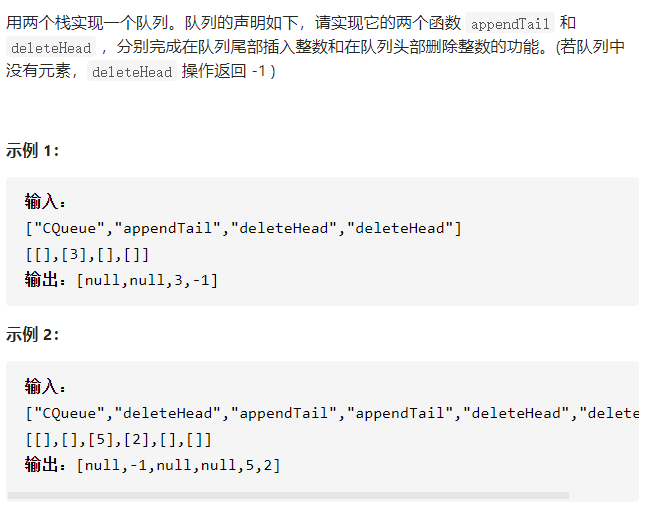 用两个栈实现一个队列。队列的声明如下，请实现它的两个函数 appendTail 和
deleteHead ，分别完成在队列尾部插入整数和在队列头部删除整数的功能。(若队列中
没有元素，deleteHead 操作返回 -1 )
示例 1：
输入：
["CQueue","appendTail","deleteHead","deleteHead"]
[[],[3],[],[]]
输出：[null,null,3,-1]
示例 2：
输入：
["CQueue","deleteHead","appendTail","appendTail","deleteHead","delete
[[],[],[5],[2],[],[]]
输出：[null,-1,null,null,5,2]